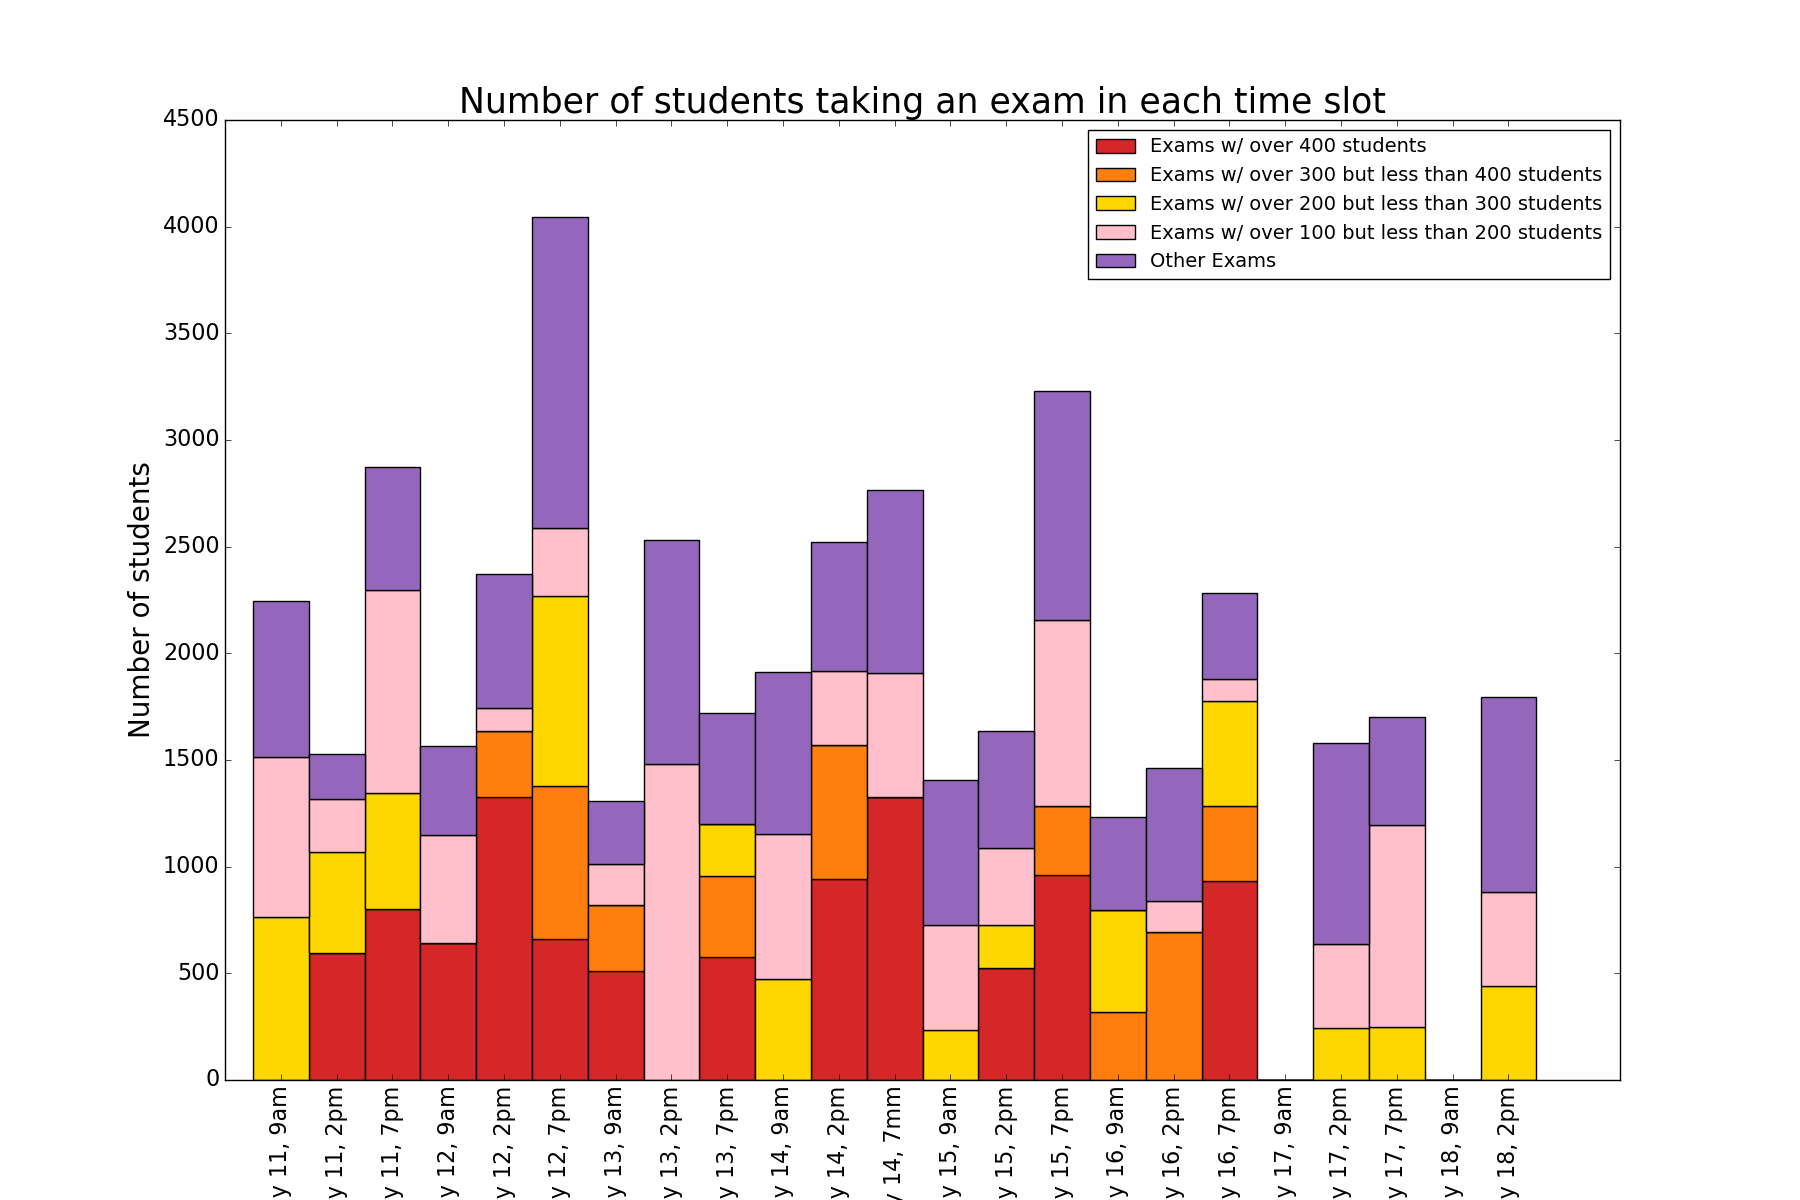 Number of students taking an exam in each time slot
Exams w/ over 400 students
Exams w/ over 300 but less than 400 students
Exams w/ over 200 but less than 300 students
Exams w/ over 100 but less than 200 students
Other Exams
Number of students
4500
4000
3500
3000
2500
2000
1500
1000
500
0
y 11, 9am
y 11, 2pm
y 11, 7pm
y 12, 9am
y 12, 2pm
y 12, 7pm
y 13, 9am
y 13, 2pm
y 13, 7pm
y 14, 9am
y 14, 2pm
y 14, 7mm
y 15, 9am
y 15, 2pm
y 15, 7pm
y 16, 9am
y 16, 2pm
y 16, 7pm
y 17, 9am
y 17, 2pm
y 17, 7pm
y 18, 9am
y 18, 2pm